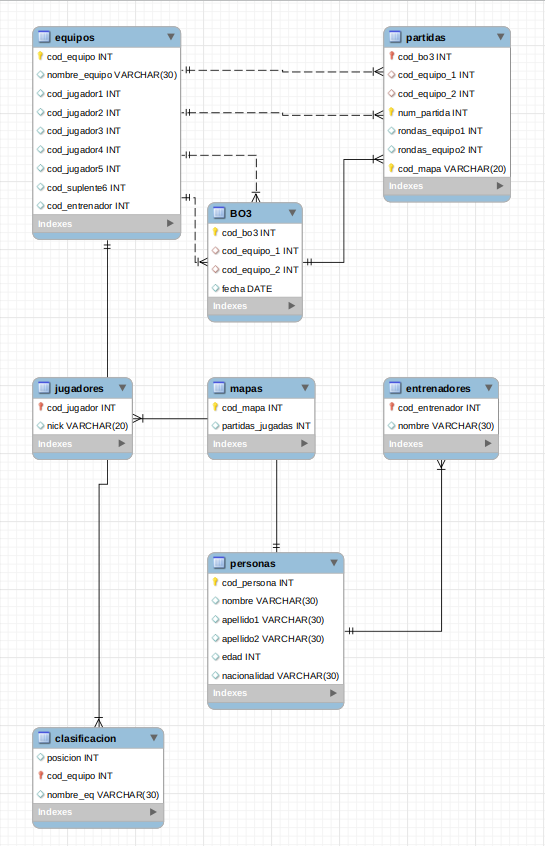 equipos
cod_equipo INT
nombre_equipo VARCHAR(30)
cod_jugador1 INT
cod_jugador2 INT
cod_jugador3 INT
cod_jugador4 INT
cod_jugador5 INT
cod_suplente6 INT
cod_entrenador INT
Indexes
partidas
cod_bo3 INT
cod_equipo_1 INT
cod_equipo_2 INT
num_partida INT
rondas_equipo1 INT
rondas_equipo2 INT
cod_mapa VARCHAR(20)
Indexes
BO3
cod_bo3 INT
cod_equipo_1 INT
cod_equipo_2 INT
fecha DATE
Indexes
jugadores
cod_jugador INT
nick VARCHAR(20)
Indexes
mapas
cod_mapa INT
partidas_jugadas INT
Indexes
entrenadores
cod_entrenador INT
nombre VARCHAR(30)
Indexes
personas
cod_persona INT
nombre VARCHAR(30)
apellido1 VARCHAR(30)
apellido2 VARCHAR(30)
edad INT
nacionalidad VARCHAR(30)
Indexes
clasificacion
posicion INT
cod_equipo INT
nombre_eq VARCHAR(30)
Indexes